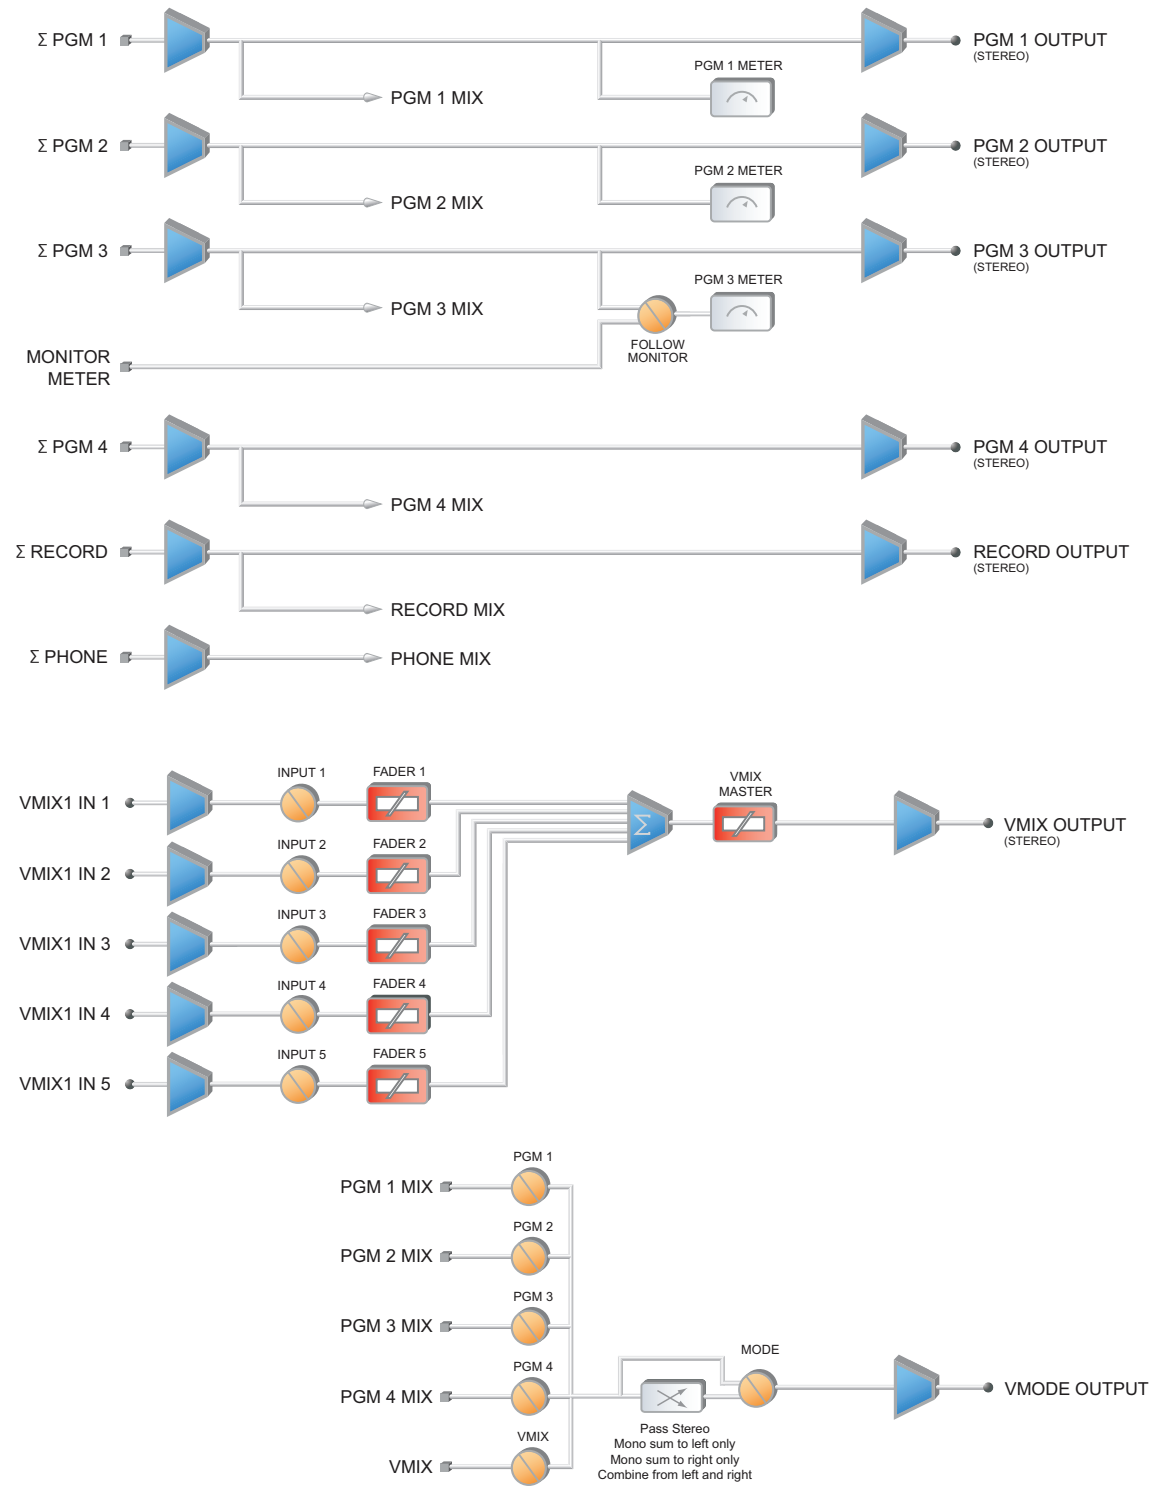 Σ PGM 1
PGM 1 OUTPUT
(STEREO)
PGM 1 METER
PGM 1 MIX
Σ PGM 2
PGM 2 OUTPUT
(STEREO)
PGM 2 METER
PGM 2 MIX
Σ PGM 3
PGM 3 OUTPUT
(STEREO)
PGM 3 METER
PGM 3 MIX
FOLLOW
MONITOR
MONITOR
METER
Σ PGM 4
PGM 4 OUTPUT
(STEREO)
PGM 4 MIX
Σ RECORD
RECORD OUTPUT
(STEREO)
RECORD MIX
Σ PHONE
PHONE MIX
INPUT 1
FADER 1
VMIX
MASTER
VMIX1 IN 1
Σ
VMIX OUTPUT
(STEREO)
INPUT 2
FADER 2
VMIX1 IN 2
INPUT 3
FADER 3
VMIX1 IN 3
INPUT 4
FADER 4
VMIX1 IN 4
INPUT 5
FADER 5
VMIX1 IN 5
PGM 1
PGM 1 MIX
PGM 2
PGM 2 MIX
PGM 3
PGM 3 MIX
MODE
PGM 4
PGM 4 MIX
VMODE OUTPUT
Pass Stereo
Mono sum to left only
Mono sum to right only
Combine from left and right
VMIX
VMIX